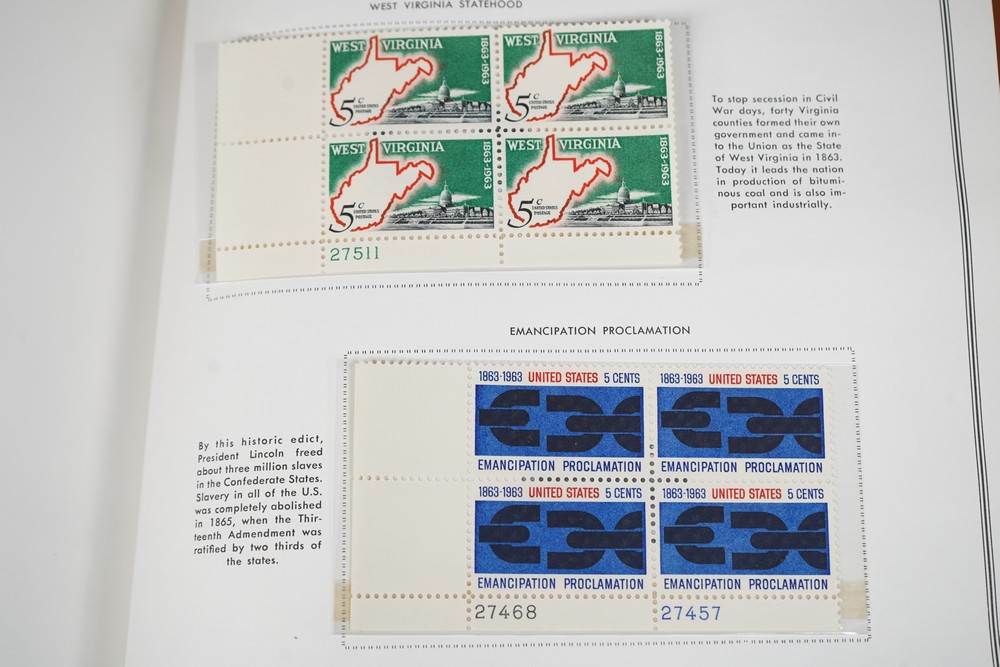 WEST VIRGINIA STATEHOOD
WEST VIRGINIA 1863-1963
5c UNITED STATES POSTAGE
WEST VIRGINIA 1863-1963
5c UNITED STATES POSTAGE
WEST VIRGINIA 1863-1963
5c UNITED STATES POSTAGE
WEST VIRGINIA 1863-1963
5c UNITED STATES POSTAGE
27511
To stop secession in Civil
War days, forty Virginia
counties formed their own
government and came in-
to the Union as the State
of West Virginia in 1863.
Today it leads the nation
in production of bitumi-
nous coal and is also im-
portant industrially.
EMANCIPATION PROCLAMATION
By this historic edict,
President Lincoln freed
about three million slaves
in the Confederate States.
Slavery in all of the U.S.
was completely abolished
in 1865, when the Thir-
teenth Admendment was
ratified by two thirds of
the states.
1863-1963 UNITED STATES 5 CENTS
EMANCIPATION PROCLAMATION
1863-1963 UNITED STATES 5 CENTS
EMANCIPATION PROCLAMATION
1863-1963 UNITED STATES 5 CENTS
EMANCIPATION PROCLAMATION
1863-1963 UNITED STATES 5 CENTS
EMANCIPATION PROCLAMATION
27468
27457